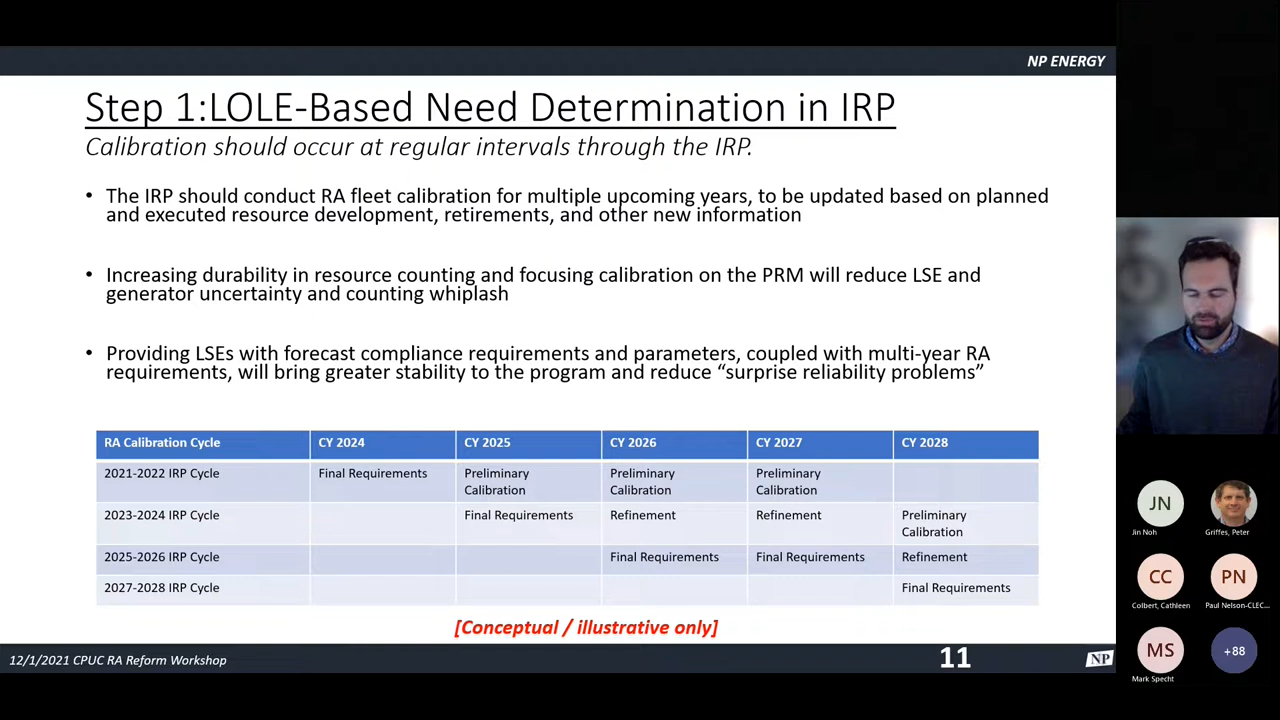 NP ENERGY
Step 1:LOLE-Based Need Determination in IRP
Calibration should occur at regular intervals through the IRP.
• The IRP should conduct RA fleet calibration for multiple upcoming years, to be updated based on planned
and executed resource development, retirements, and other new information
• Increasing durability in resource counting and focusing calibration on the PRM will reduce LSE and
generator uncertainty and counting whiplash
• Providing LSEs with forecast compliance requirements and parameters, coupled with multi-year RA
requirements, will bring greater stability to the program and reduce “surprise reliability problems”
RA Calibration Cycle CY 2024 CY 2025 CY 2026 CY 2027 CY 2028
2021-2022 IRP Cycle Final Requirements Preliminary Preliminary Preliminary
Calibration Calibration Calibration
2023-2024 IRP Cycle Final Requirements Refinement Refinement Preliminary
Calibration
2025-2026 IRP Cycle Final Requirements Final Requirements Refinement
2027-2028 IRP Cycle Final Requirements
[Conceptual / illustrative only]
12/1/2021 CPUC RA Reform Workshop 11 NP
JN
Jin Noh Griffes, Peter
CC PN
Colbert, Cathleen Paul Nelson-CLEC...
MS +88
Mark Specht